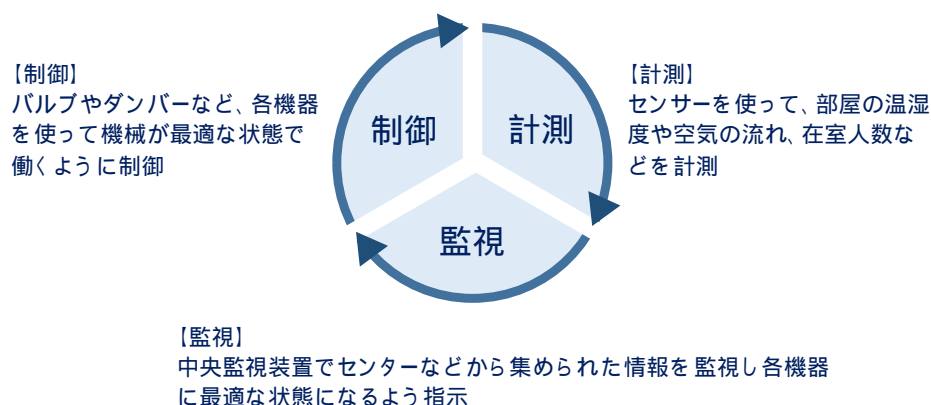 【制御】
バルブやダンバーなど、各機器
を使って機械が最適な状態で
働くように制御
制御
計測
監視
【計測】
センサーを使って、部屋の温湿
度や空気の流れ、在室人数な
どを計測
【監視】
中央監視装置でセンターなどから集められた情報を監視し各機器
に最適な状態になるよう指示